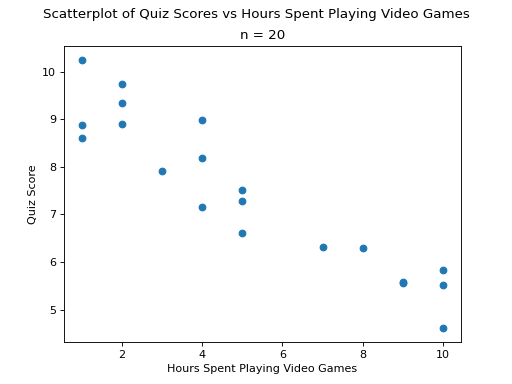 Scatterplot of Quiz Scores vs Hours Spent Playing Video Games
n = 20
10
9
8
7
6
5
Quiz Score
2 4 6 8 10
Hours Spent Playing Video Games